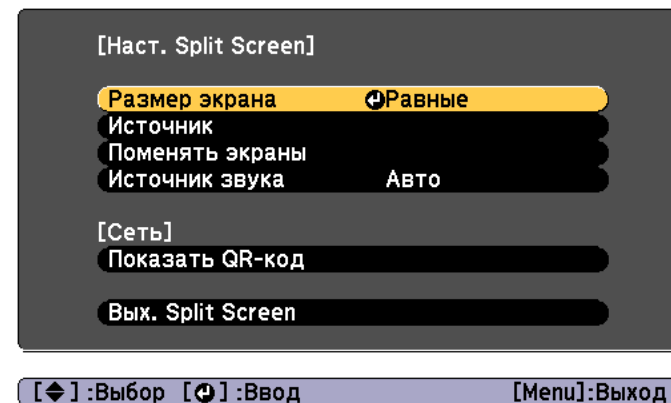 [Наст. Split Screen]
Размер экрана Равные
Источник
Поменять экраны
Источник звука Авто
[Сеть]
Показать QR-код
Вых. Split Screen
[◆]:Выбор [⏎]:Ввод [Menu]:Выход